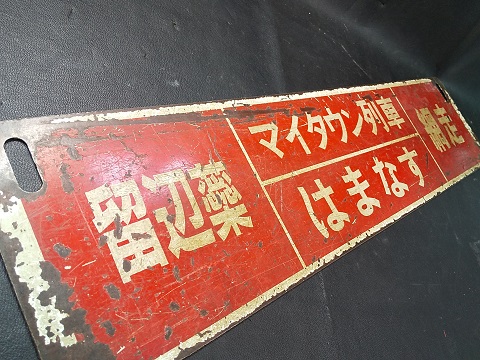 留辺蘂
マイタウン列車
はまなす
網走